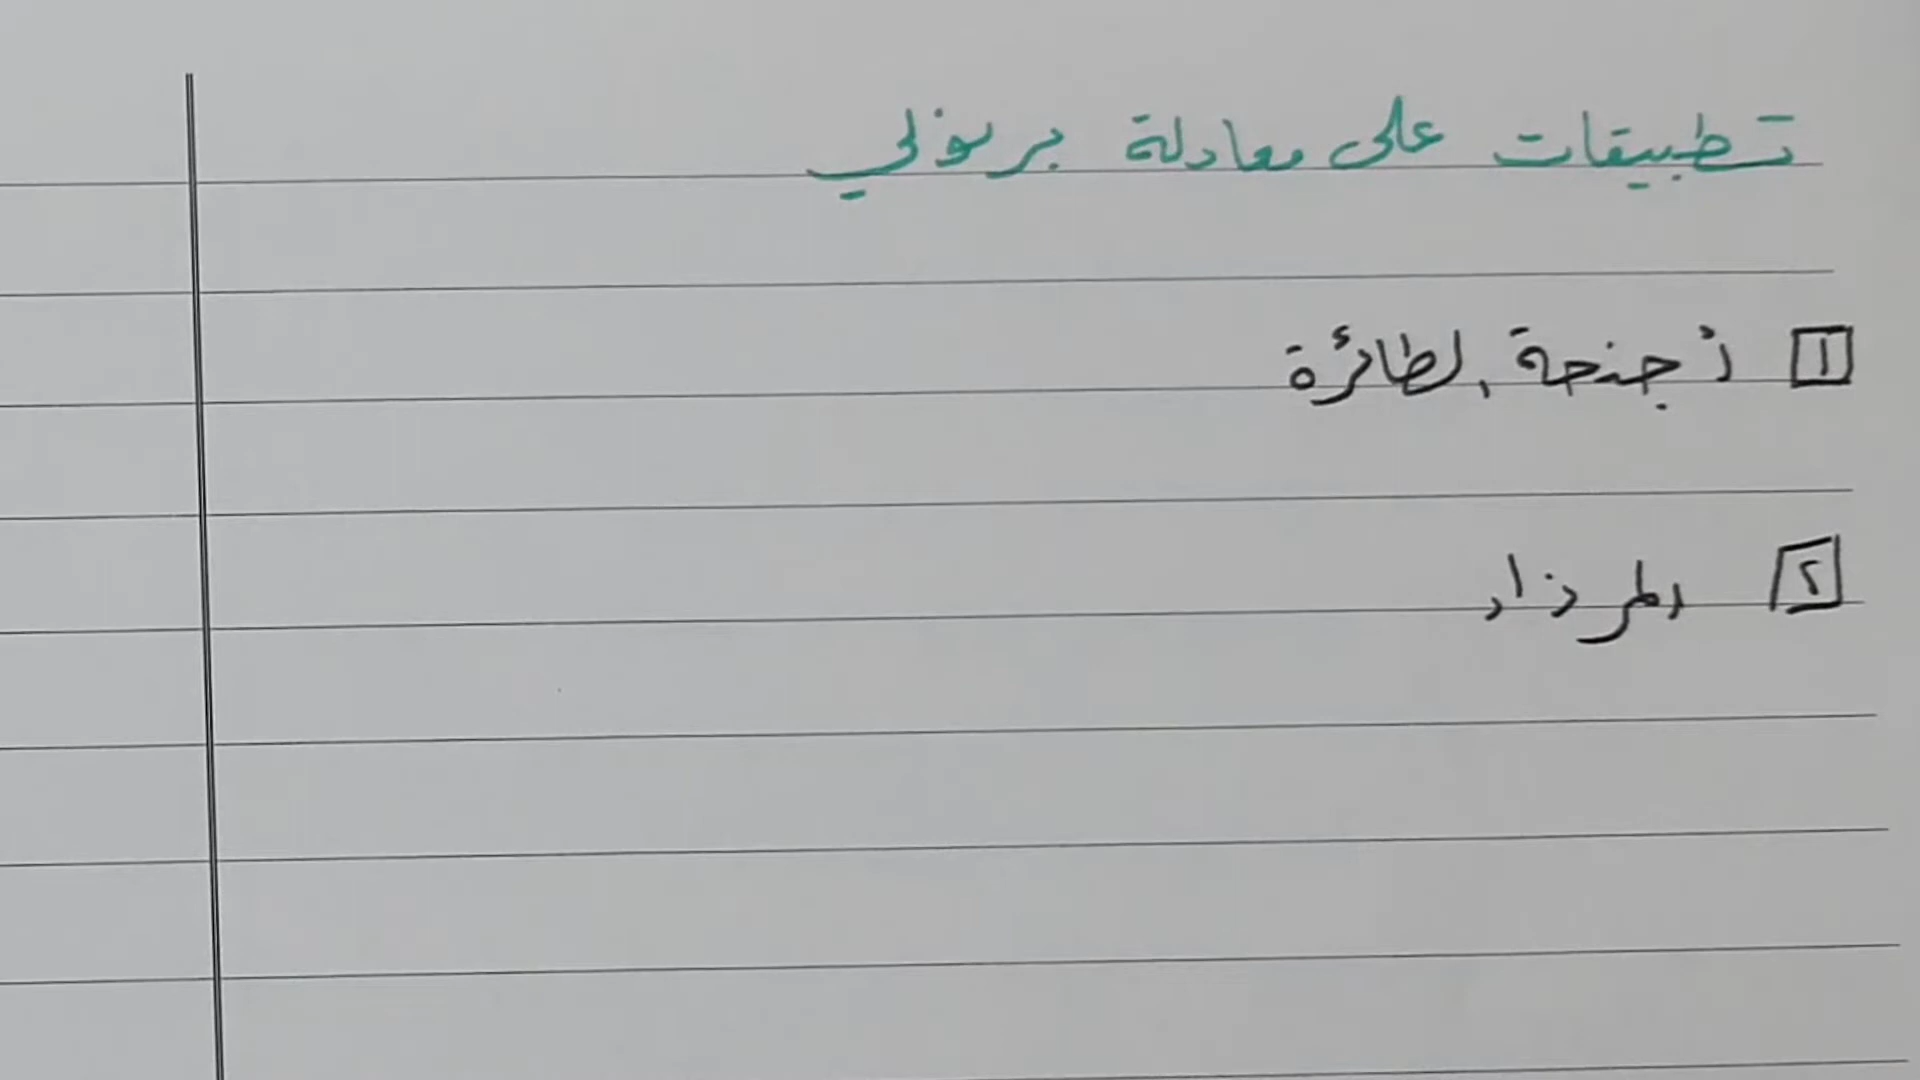 تطبيقات على معادلة برنولي
١ أجنحة الطائرة
٢ المرذاذ